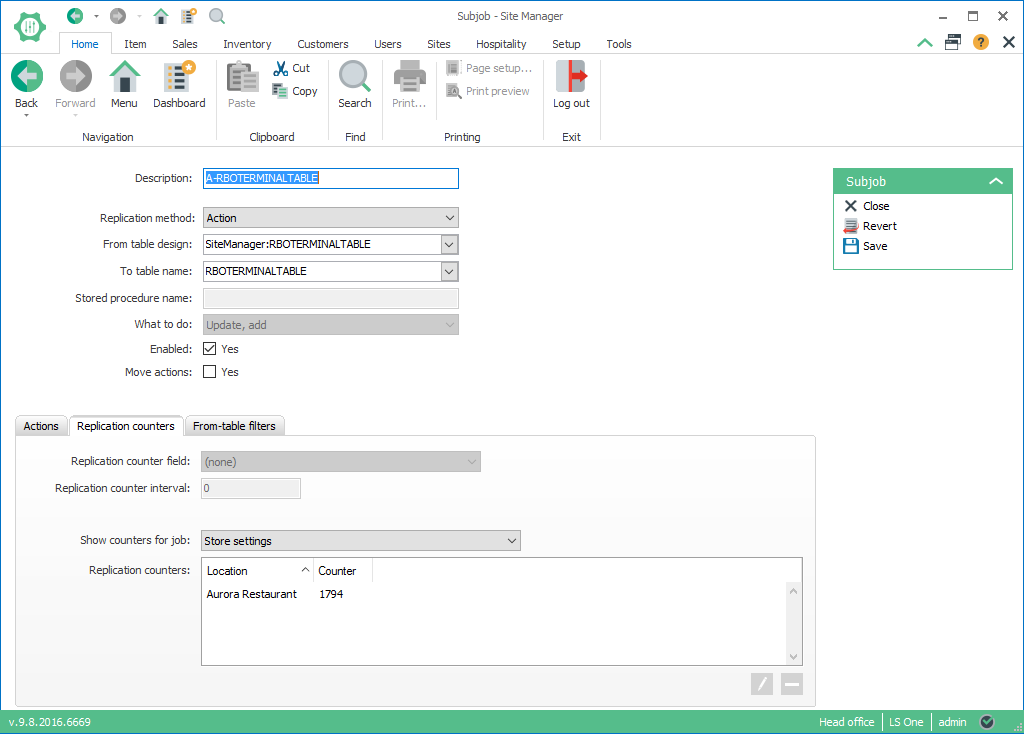 Subjob - Site Manager
Home Item Sales Inventory Customers Users Sites Hospitality Setup Tools
Back Forward Menu Dashboard Paste Cut Copy Search Print... Page setup... Print preview Log out
Navigation Clipboard Find Printing Exit
Description: A-RBOTERMINALTABLE
Replication method: Action
From table design: SiteManager:RBOTERMINALTABLE
To table name: RBOTERMINALTABLE
Stored procedure name:
What to do: Update, add
Enabled: Yes
Move actions: Yes
Subjob
Close
Revert
Save
Actions Replication counters From-table filters
Replication counter field: (none)
Replication counter interval: 0
Show counters for job: Store settings
Replication counters: Location Counter
Aurora Restaurant 1794
v.9.8.2016.6669 Head office LS One admin